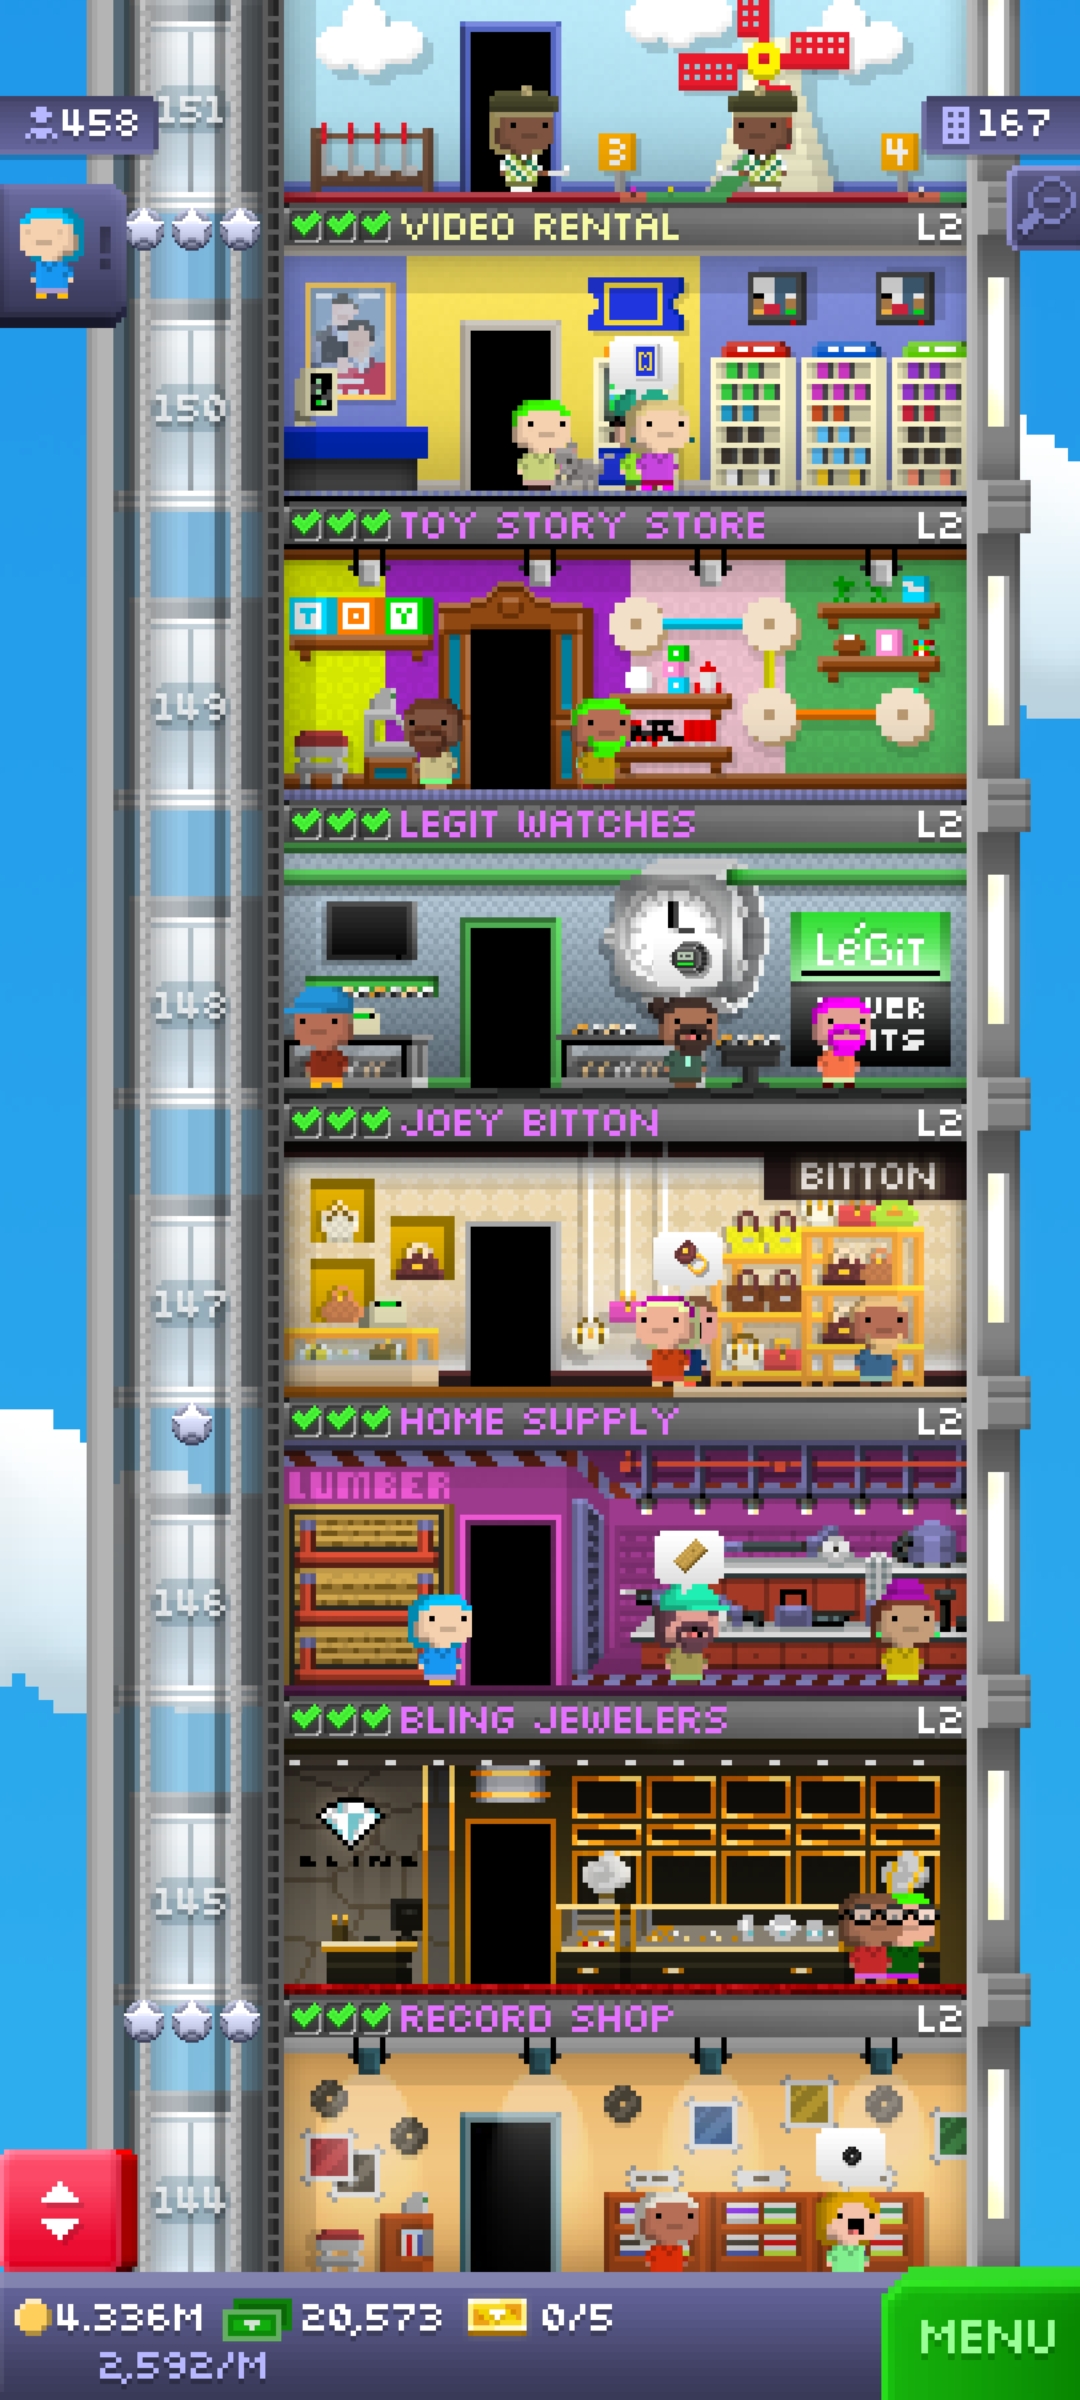 151
458
167
3
4
VIDEO RENTAL L2
150
TOY STORY STORE L2
T O Y
149
LEGIT WATCHES L2
LéGiT
148
JOEY BITTON L2
BITTON
147
HOME SUPPLY L2
LUMBER
146
BLING JEWELERS L2
BLING
145
RECORD SHOP L2
144
4.336M 20,573 0/5
2,592/M
MENU